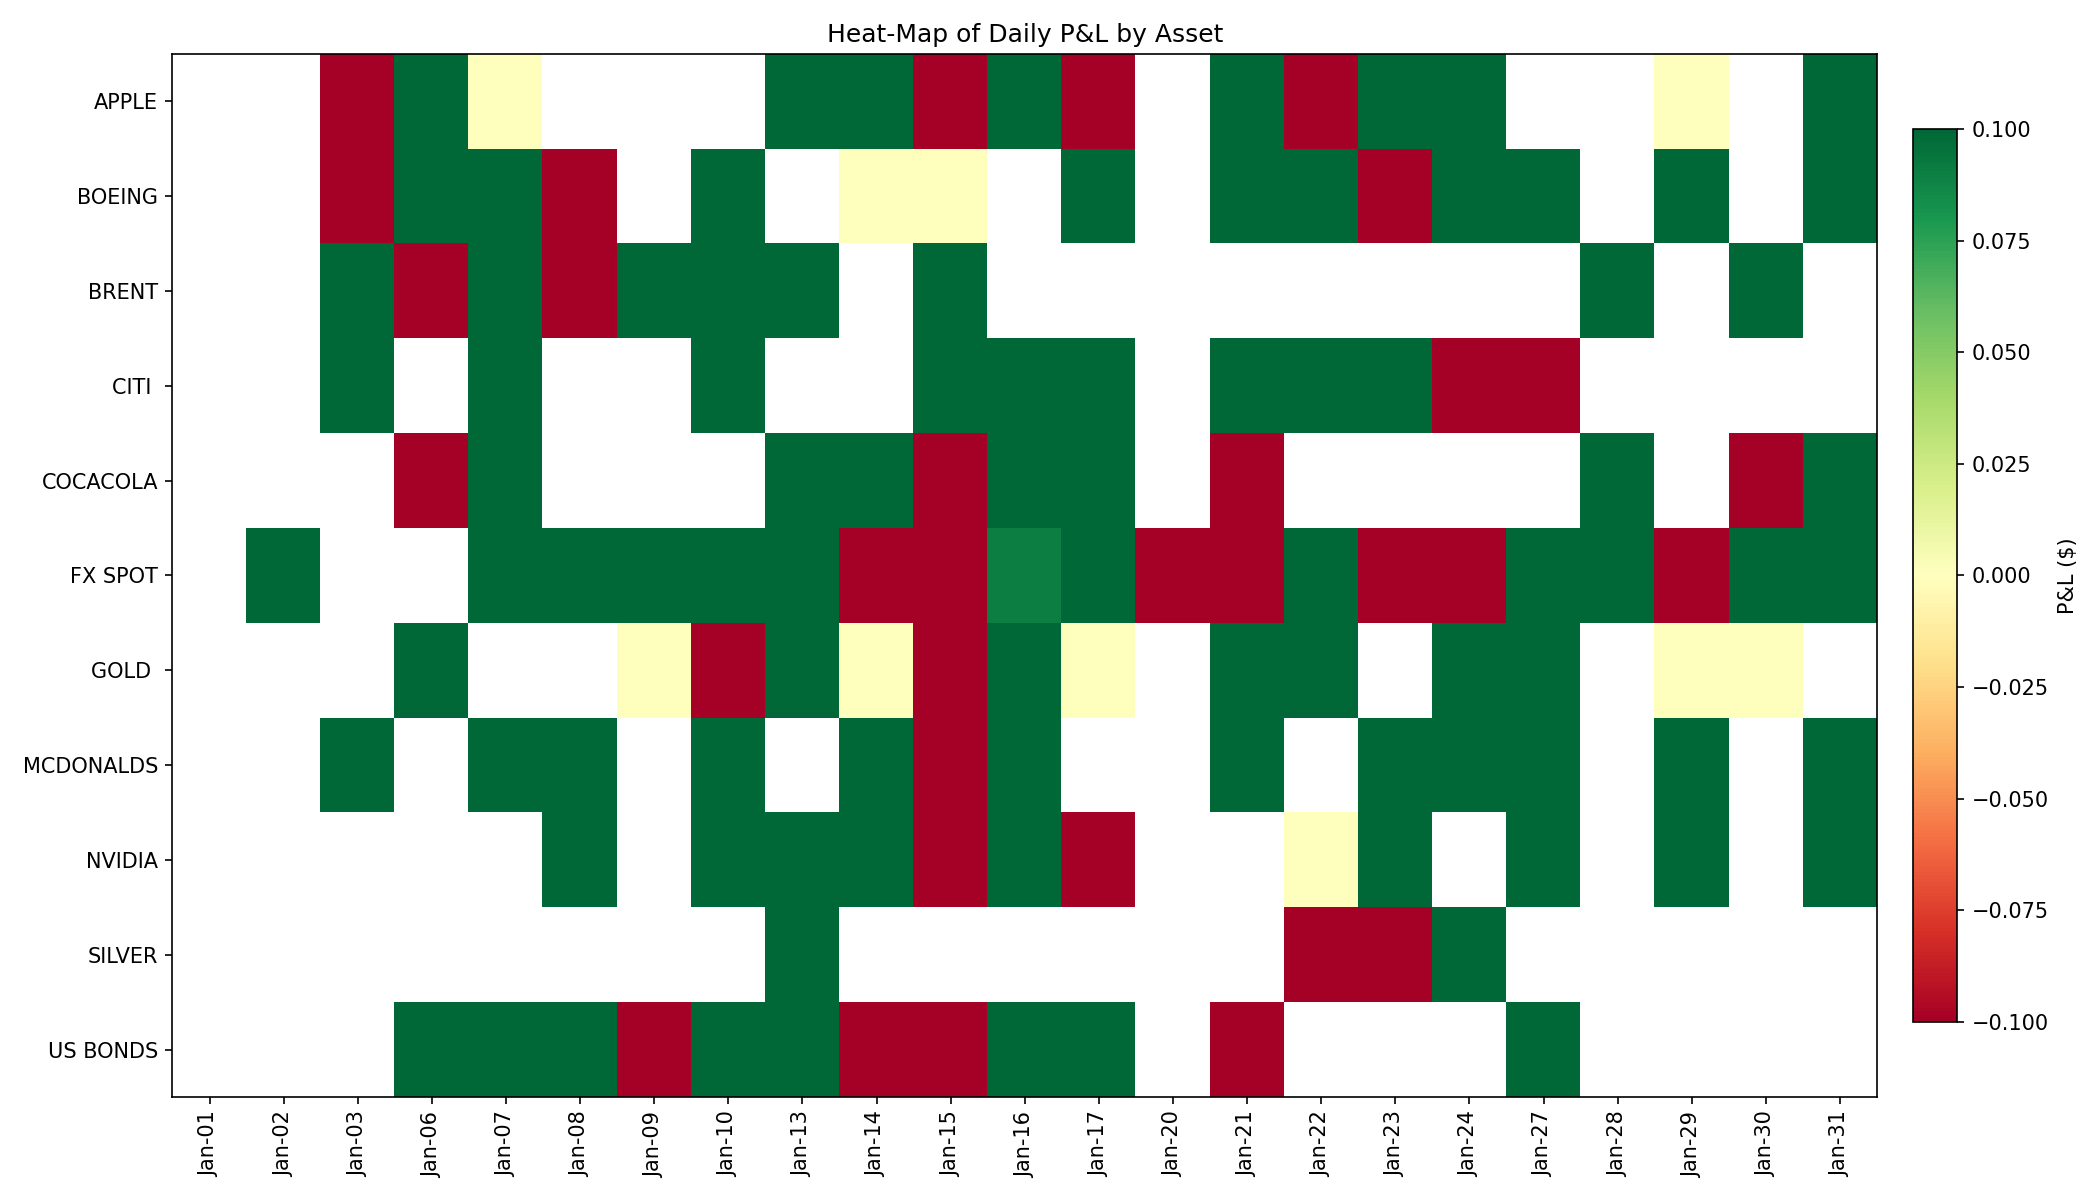 Heat-Map of Daily P&L by Asset
APPLE
BOEING
BRENT
CITI
COCACOLA
FX SPOT
GOLD
MCDONALDS
NVIDIA
SILVER
US BONDS
Jan-01
Jan-02
Jan-03
Jan-06
Jan-07
Jan-08
Jan-09
Jan-10
Jan-13
Jan-14
Jan-15
Jan-16
Jan-17
Jan-20
Jan-21
Jan-22
Jan-23
Jan-24
Jan-27
Jan-28
Jan-29
Jan-30
Jan-31
0.100
0.075
0.050
0.025
0.000
−0.025
−0.050
−0.075
−0.100
P&L ($)